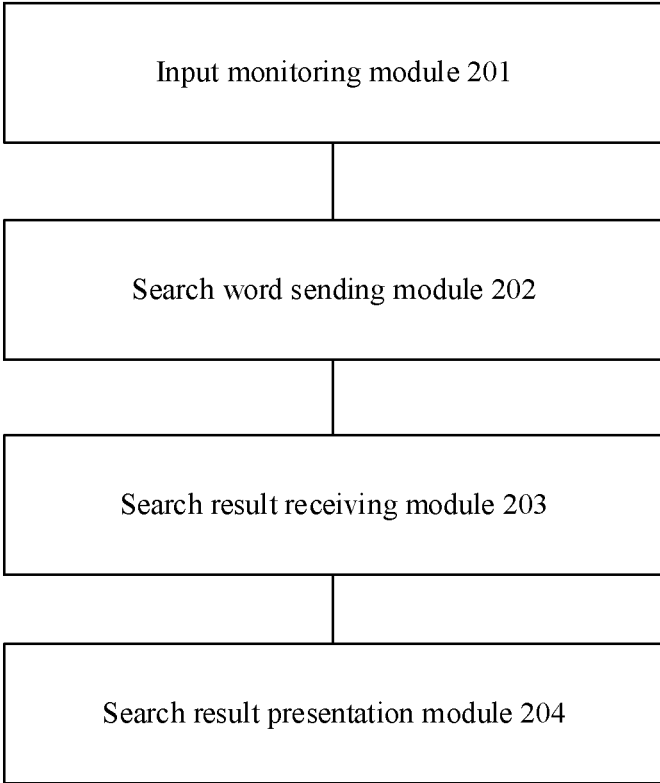 Input monitoring module 201
Search word sending module 202
Search result receiving module 203
Search result presentation module 204